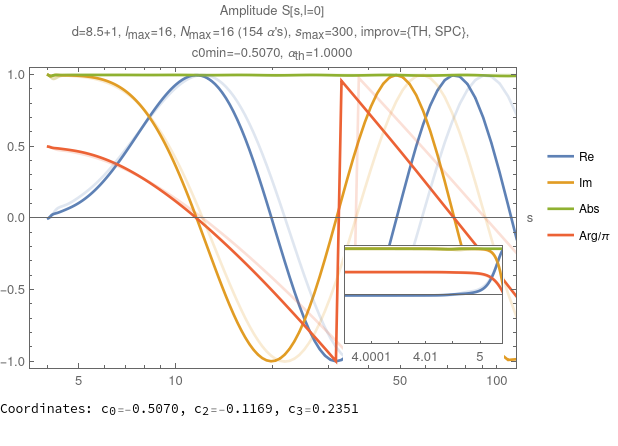 Amplitude S[s,l=0]
d=8.5+1, lmax=16, Nmax=16 (154 α's), smax=300, improv={TH, SPC},
c0min=-0.5070, αth=1.0000
1.0
0.5
0.0
-0.5
-1.0
s
Re
Im
Abs
Arg/π
4.0001 4.01 5
5 10 50 100
Coordinates: c0=-0.5070, c2=-0.1169, c3=0.2351